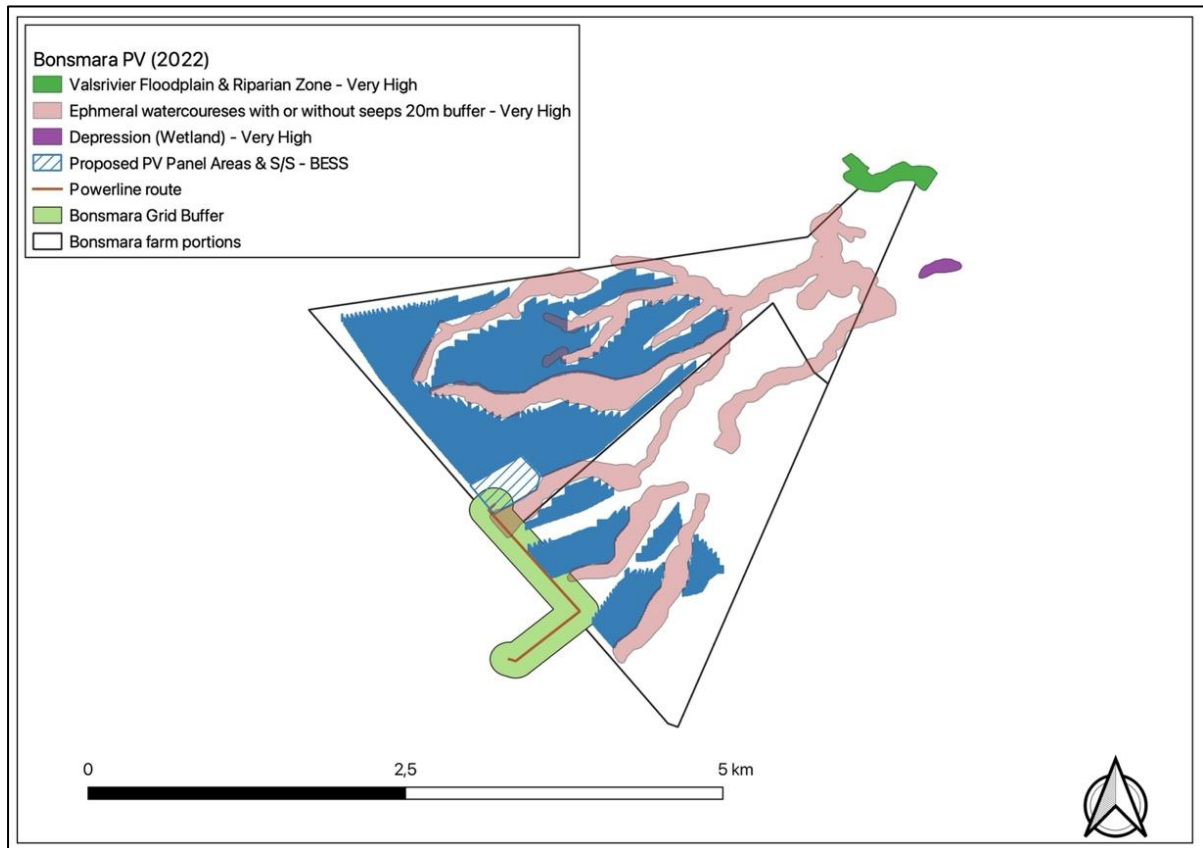 Bonsmara PV (2022)
Valsrivier Floodplain & Riparian Zone - Very High
Ephmeral watercoureses with or without seeps 20m buffer - Very High
Depression (Wetland) - Very High
Proposed PV Panel Areas & S/S - BESS
Powerline route
Bonsmara Grid Buffer
Bonsmara farm portions
0 2,5 5 km